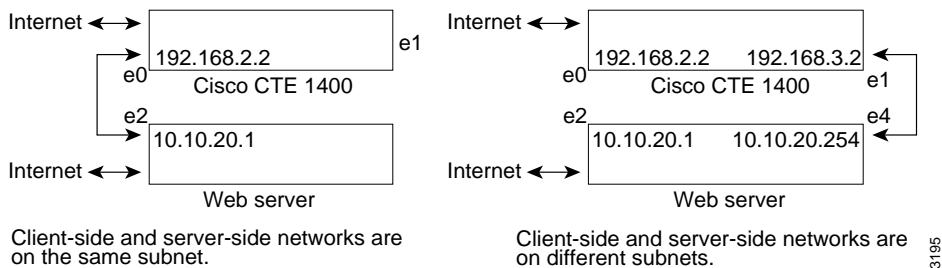 Internet
192.168.2.2
e1
e0
Cisco CTE 1400
e2
10.10.20.1
Internet
Web server
Client-side and server-side networks are
on the same subnet.
Internet
192.168.2.2 192.168.3.2
e0
e1
Cisco CTE 1400
e2
e4
10.10.20.1 10.10.20.254
Internet
Web server
Client-side and server-side networks are
on different subnets.
3195